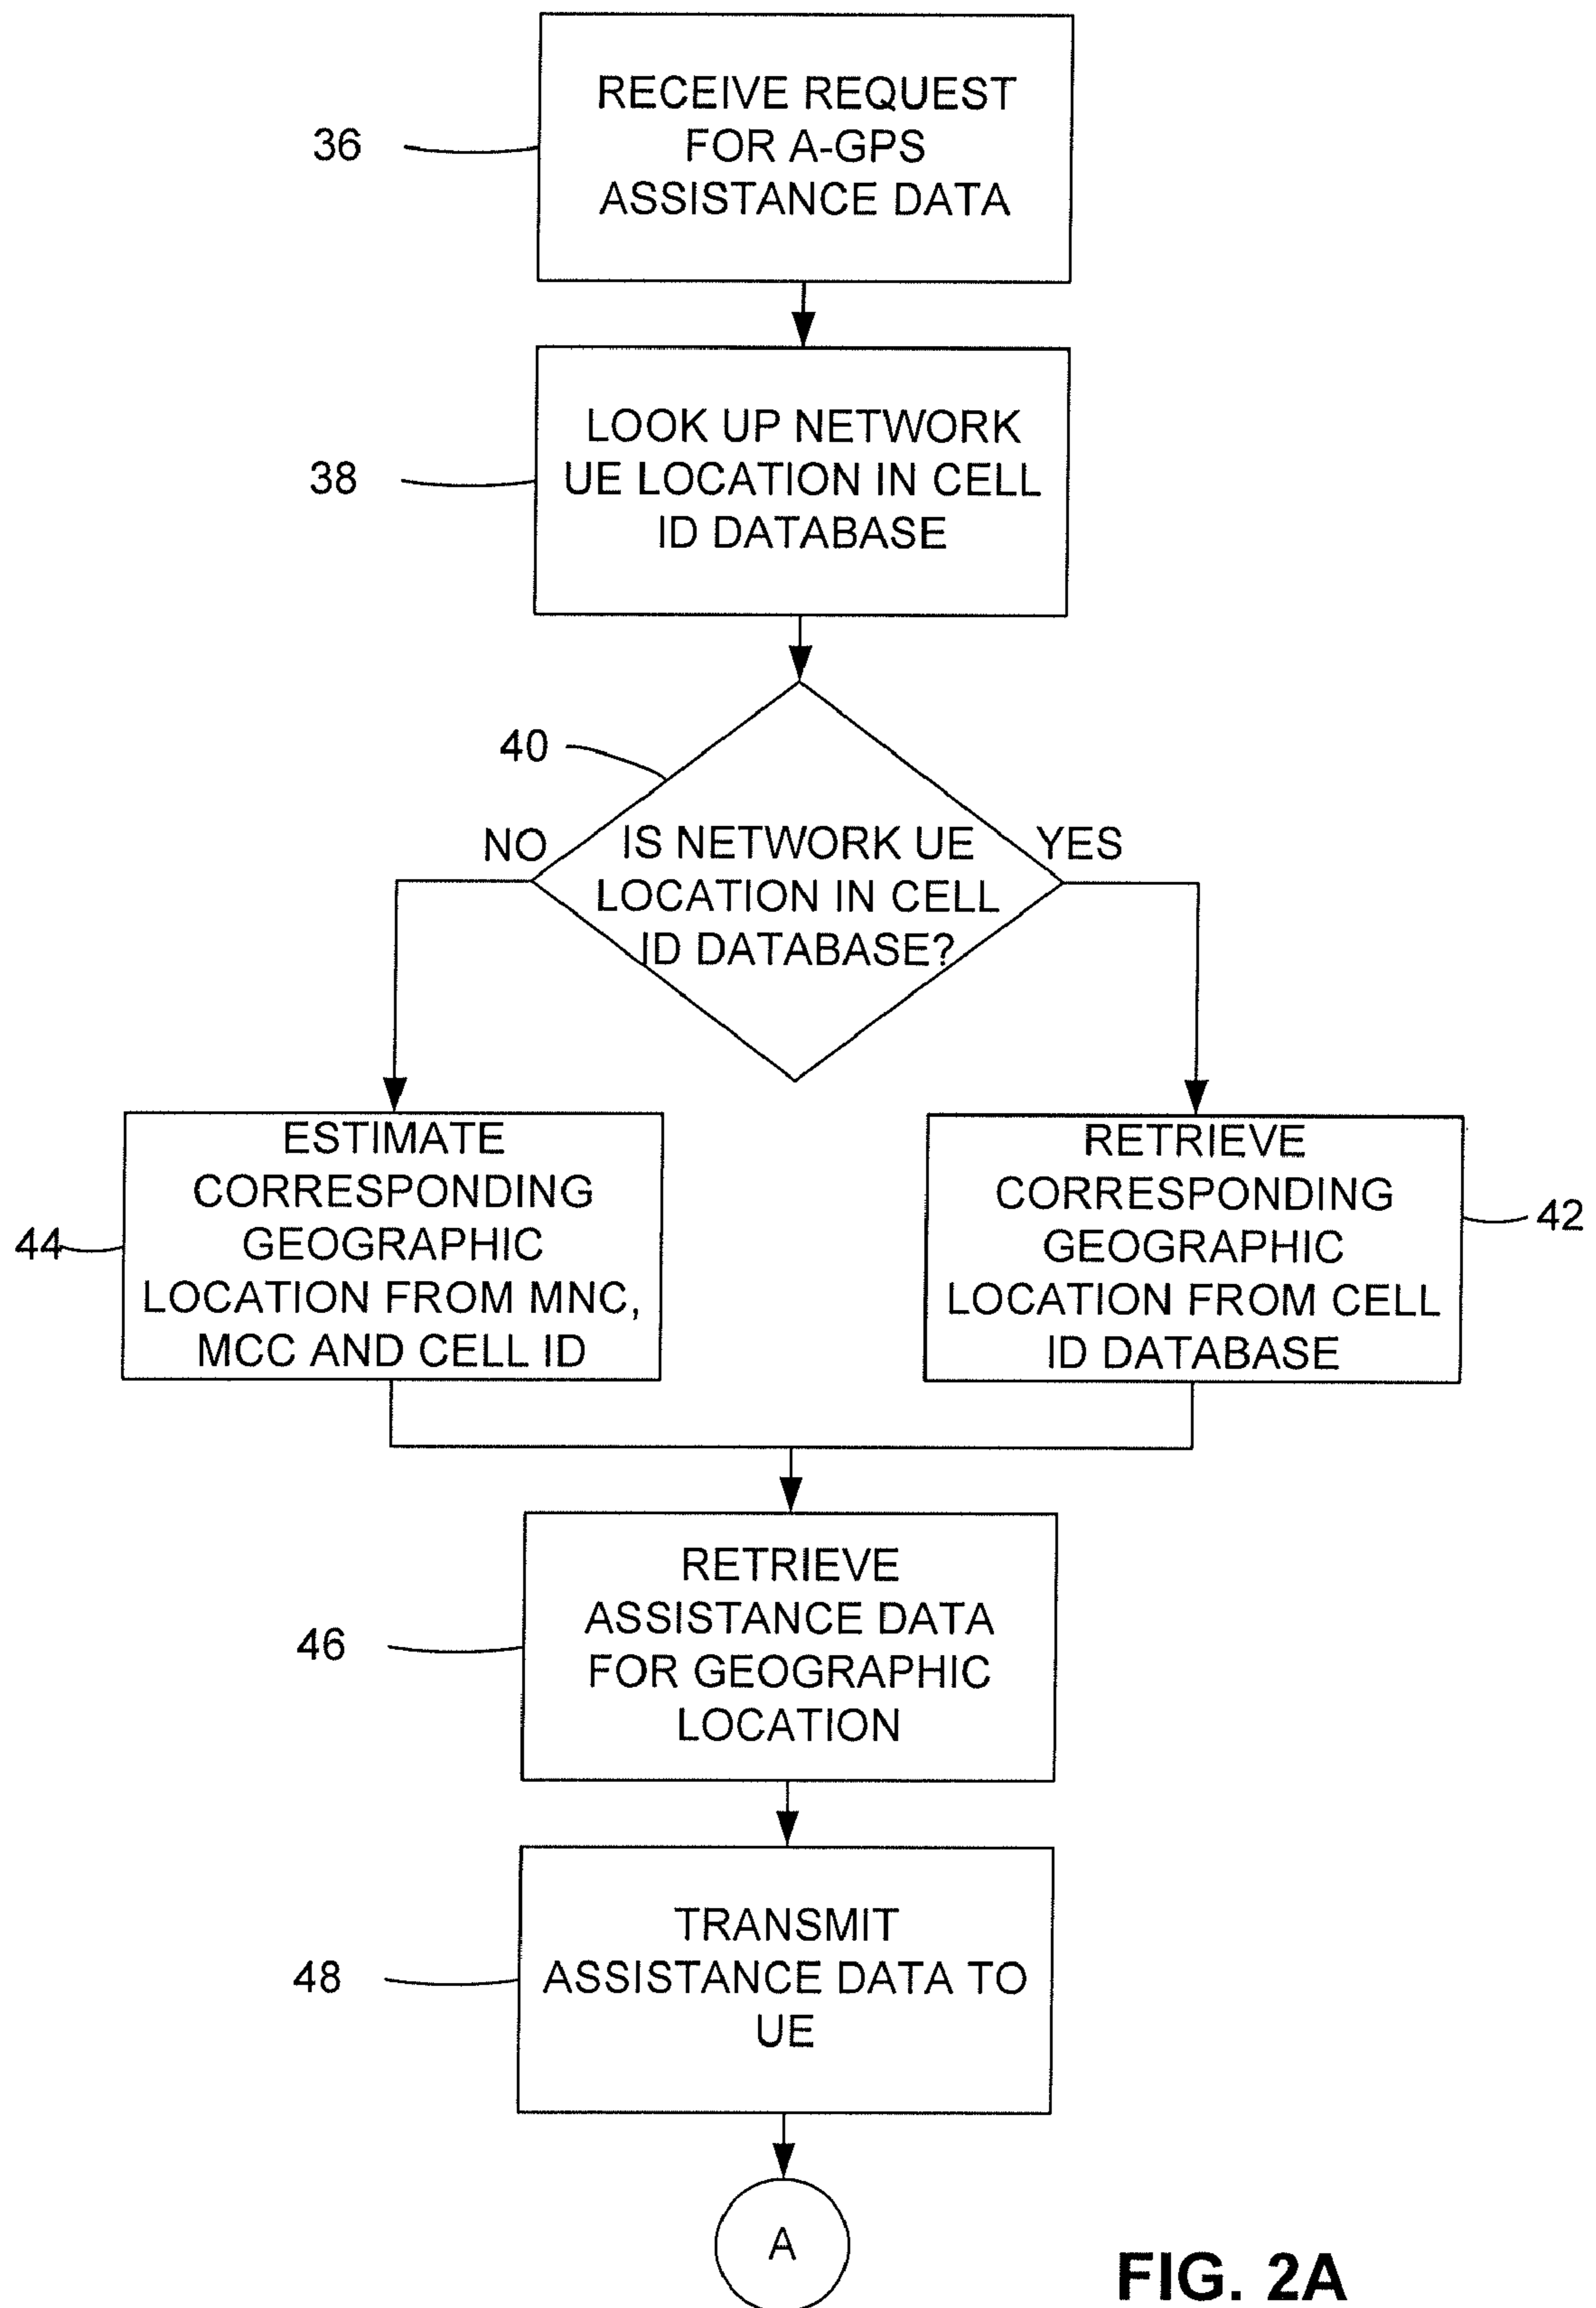 RECEIVE REQUEST
FOR A-GPS
ASSISTANCE DATA
36
LOOK UP NETWORK
UE LOCATION IN CELL
ID DATABASE
38
40
NO
IS NETWORK UE
LOCATION IN CELL
ID DATABASE?
YES
ESTIMATE
CORRESPONDING
GEOGRAPHIC
LOCATION FROM MNC,
MCC AND CELL ID
44
RETRIEVE
CORRESPONDING
GEOGRAPHIC
LOCATION FROM CELL
ID DATABASE
42
RETRIEVE
ASSISTANCE DATA
FOR GEOGRAPHIC
LOCATION
46
TRANSMIT
ASSISTANCE DATA TO
UE
48
A
FIG. 2A